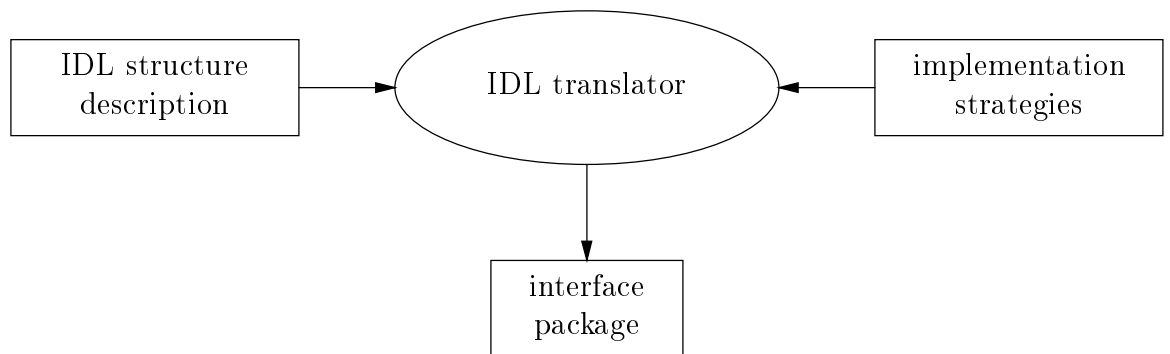 IDL structure
description
IDL translator
implementation
strategies
interface
package